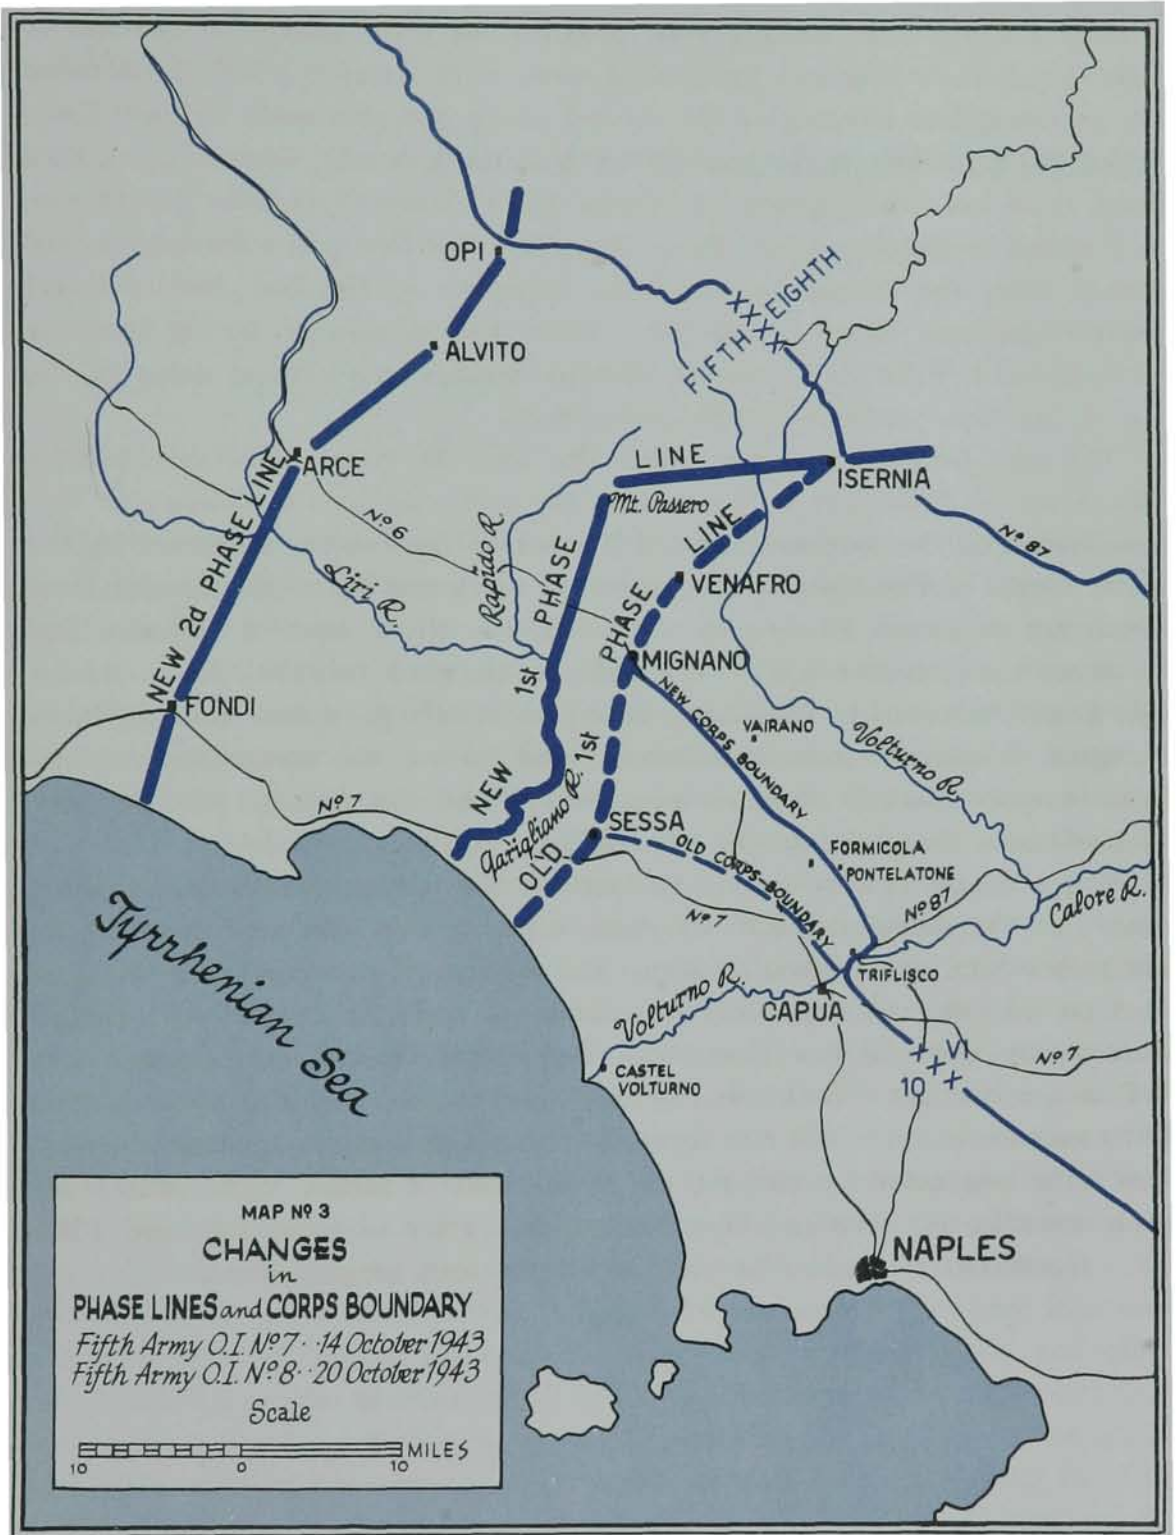 OPI
ALVITO
FIFTH EIGHTH
XXXX
ARCE
LINE
ISERNIA
Mt. Passero
No 6
No 87
NEW 2d PHASE LINE
Liri R.
Rapido R.
NEW 1st PHASE
OLD 1st PHASE LINE
VENAFRO
MIGNANO
FONDI
NEW CORPS BOUNDARY
VAIRANO
Volturno R.
No 7
Garigliano R.
SESSA
OLD CORPS-BOUNDARY
FORMICOLA
PONTELATONE
No 87
Calore R.
No 7
TRIFLISCO
Volturno R.
CAPUA
Tyrrhenian Sea
CASTEL
VOLTURNO
VI
XXX
10
No 7
NAPLES
MAP No 3
CHANGES
in
PHASE LINES and CORPS BOUNDARY
Fifth Army O.I. No 7 · 14 October 1943
Fifth Army O.I. No 8 · 20 October 1943
Scale
MILES
10 0 10